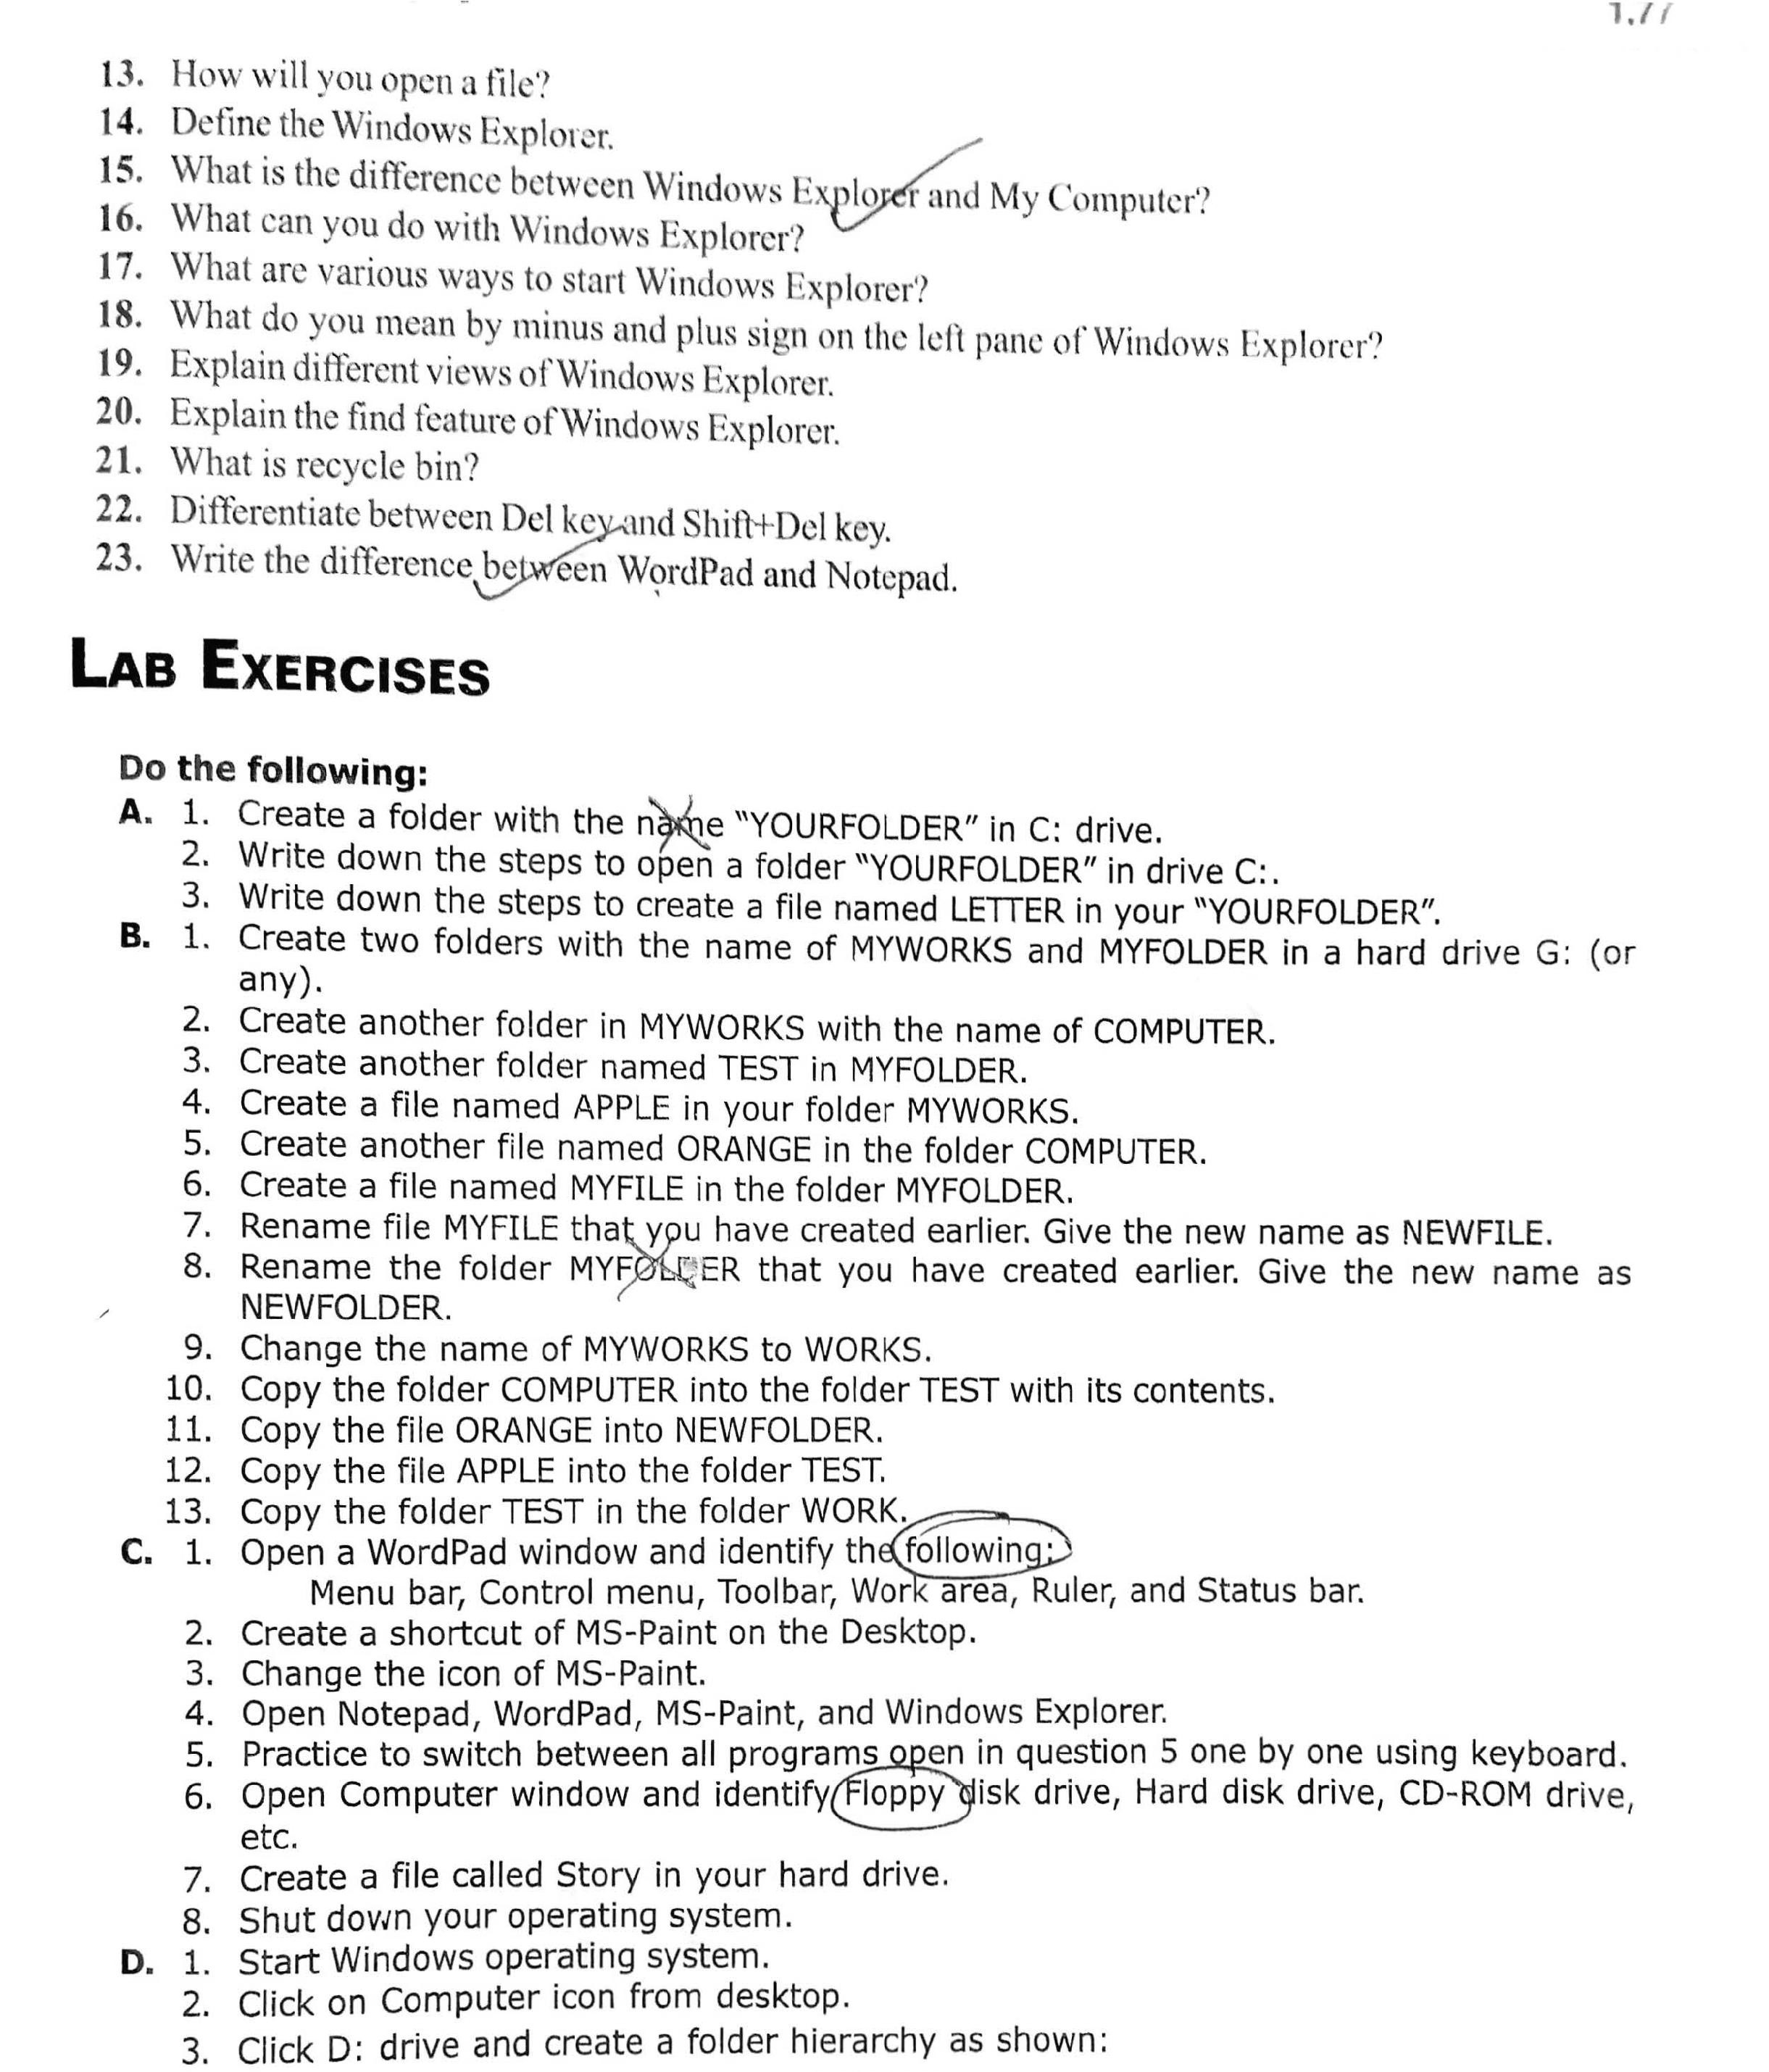 13. How will you open a file?
14. Define the Windows Explorer.
15. What is the difference between Windows Explorer and My Computer?
16. What can you do with Windows Explorer?
17. What are various ways to start Windows Explorer?
18. What do you mean by minus and plus sign on the left pane of Windows Explorer?
19. Explain different views of Windows Explorer.
20. Explain the find feature of Windows Explorer.
21. What is recycle bin?
22. Differentiate between Del key and Shift+Del key.
23. Write the difference between WordPad and Notepad.
LAB EXERCISES
Do the following:
A. 1. Create a folder with the name "YOURFOLDER" in C: drive.
2. Write down the steps to open a folder "YOURFOLDER" in drive C:.
3. Write down the steps to create a file named LETTER in your "YOURFOLDER".
B. 1. Create two folders with the name of MYWORKS and MYFOLDER in a hard drive G: (or
any).
2. Create another folder in MYWORKS with the name of COMPUTER.
3. Create another folder named TEST in MYFOLDER.
4. Create a file named APPLE in your folder MYWORKS.
5. Create another file named ORANGE in the folder COMPUTER.
6. Create a file named MYFILE in the folder MYFOLDER.
7. Rename file MYFILE that you have created earlier. Give the new name as NEWFILE.
8. Rename the folder MYFOLDER that you have created earlier. Give the new name as
NEWFOLDER.
9. Change the name of MYWORKS to WORKS.
10. Copy the folder COMPUTER into the folder TEST with its contents.
11. Copy the file ORANGE into NEWFOLDER.
12. Copy the file APPLE into the folder TEST.
13. Copy the folder TEST in the folder WORK.
C. 1. Open a WordPad window and identify the following:
Menu bar, Control menu, Toolbar, Work area, Ruler, and Status bar.
2. Create a shortcut of MS-Paint on the Desktop.
3. Change the icon of MS-Paint.
4. Open Notepad, WordPad, MS-Paint, and Windows Explorer.
5. Practice to switch between all programs open in question 5 one by one using keyboard.
6. Open Computer window and identify Floppy disk drive, Hard disk drive, CD-ROM drive,
etc.
7. Create a file called Story in your hard drive.
8. Shut down your operating system.
D. 1. Start Windows operating system.
2. Click on Computer icon from desktop.
3. Click D: drive and create a folder hierarchy as shown: